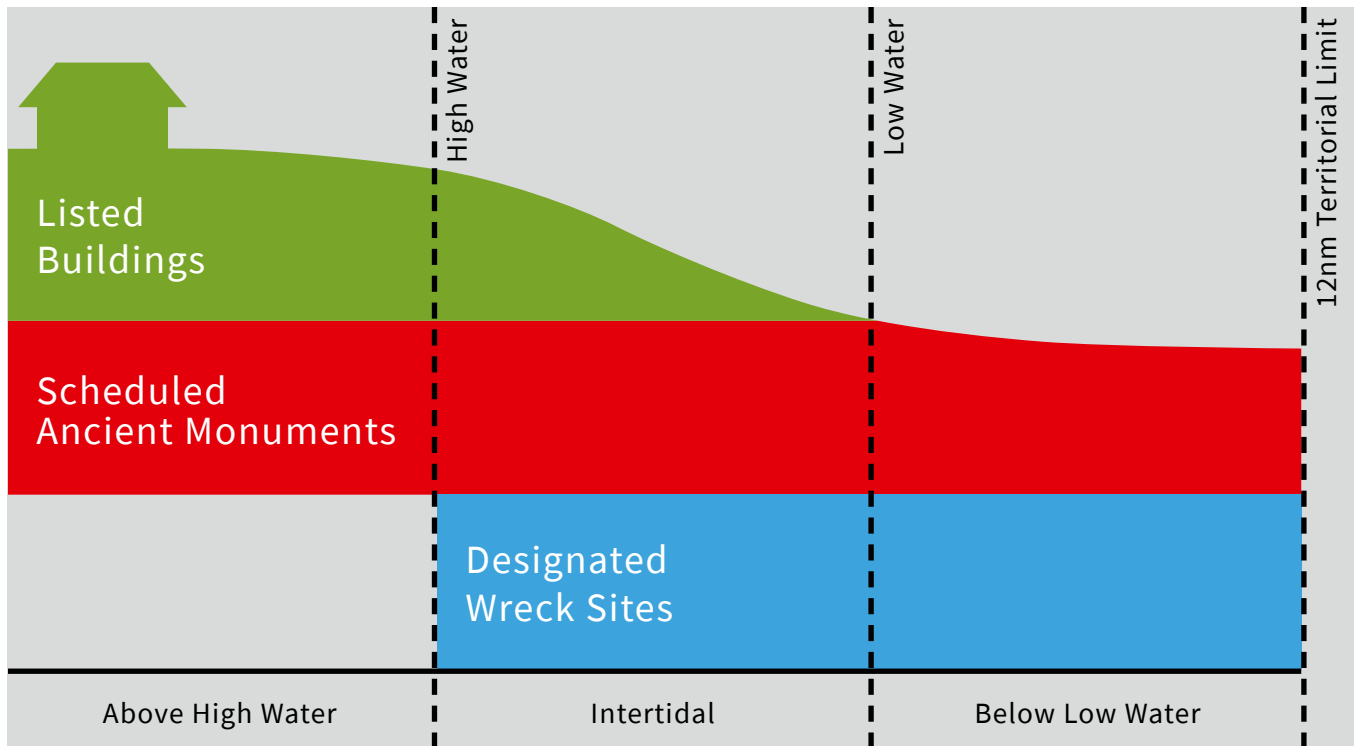 High Water
Low Water
12nm Territorial Limit
Listed
Buildings
Scheduled
Ancient Monuments
Designated
Wreck Sites
Above High Water
Intertidal
Below Low Water